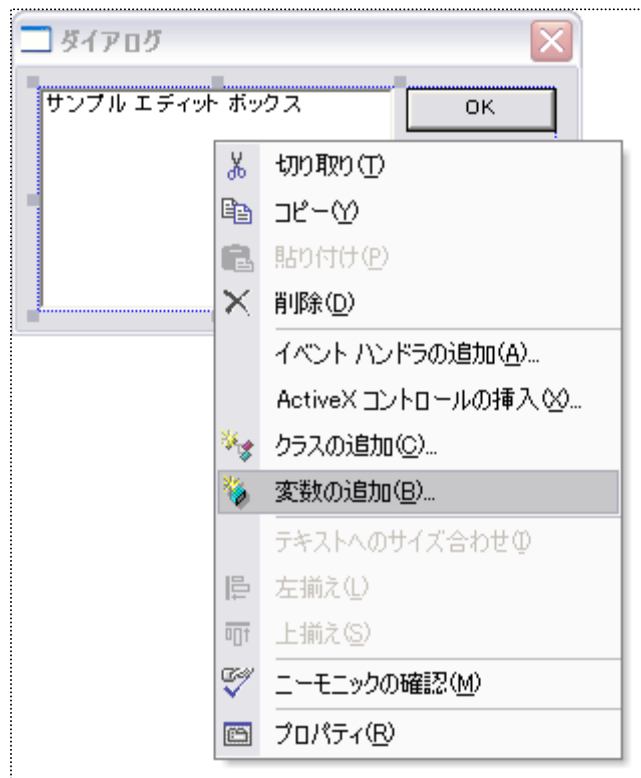 ダイアログ
サンプル エディット ボックス
OK
切り取り(T)
コピー(Y)
貼り付け(P)
削除(D)
イベント ハンドラの追加(A)...
ActiveX コントロールの挿入(X)...
クラスの追加(C)...
変数の追加(B)...
テキストへのサイズ合わせ(I)
左揃え(L)
上揃え(S)
ニーモニックの確認(M)
プロパティ(R)